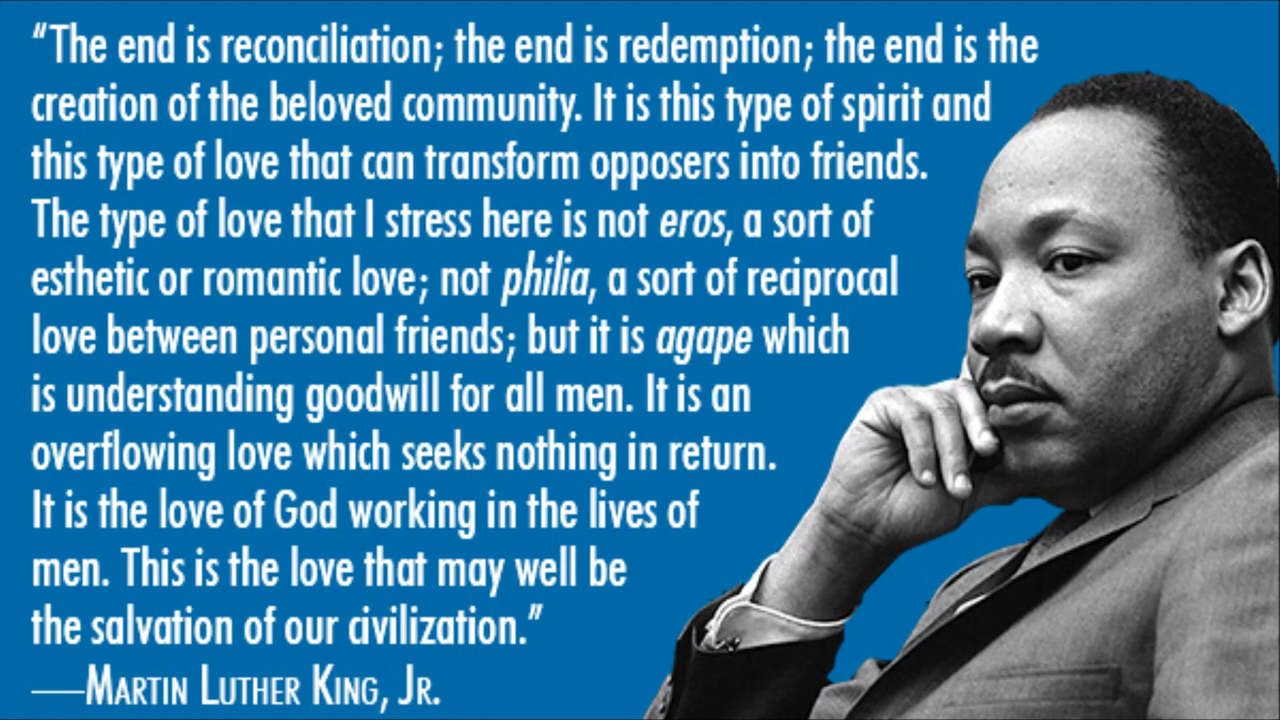 “The end is reconciliation; the end is redemption; the end is the
creation of the beloved community. It is this type of spirit and
this type of love that can transform opposers into friends.
The type of love that I stress here is not eros, a sort of
esthetic or romantic love; not philia, a sort of reciprocal
love between personal friends; but it is agape which
is understanding goodwill for all men. It is an
overflowing love which seeks nothing in return.
It is the love of God working in the lives of
men. This is the love that may well be
the salvation of our civilization.”
—Martin Luther King, Jr.